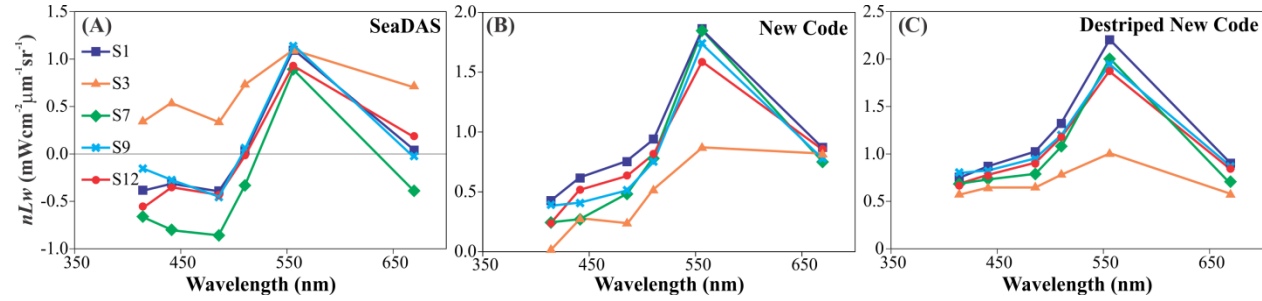 (A) SeaDAS
S1
S3
S7
S9
S12
nLw (mWcm⁻²μm⁻¹sr⁻¹)
1.5
1.0
0.5
0.0
-0.5
-1.0
350 450 550 650
Wavelength (nm)
(B) New Code
2.0
1.5
1.0
0.5
0.0
350 450 550 650
Wavelength (nm)
(C) Destriped New Code
2.5
2
1.5
1
0.5
0
350 450 550 650
Wavelength (nm)